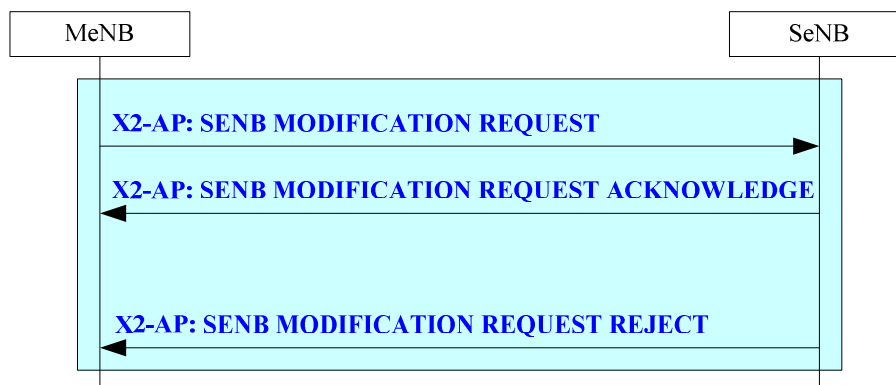 MeNB
SeNB
X2-AP: SENB MODIFICATION REQUEST
X2-AP: SENB MODIFICATION REQUEST ACKNOWLEDGE
X2-AP: SENB MODIFICATION REQUEST REJECT